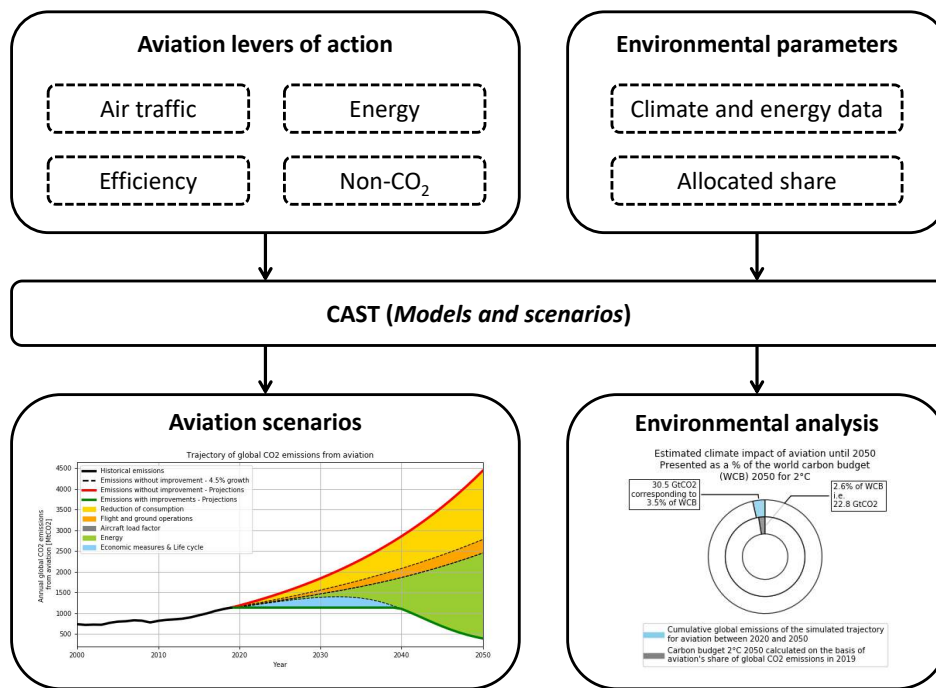 Aviation levers of action
Air traffic
Energy
Efficiency
Non-CO₂
Environmental parameters
Climate and energy data
Allocated share
CAST (Models and scenarios)
Aviation scenarios
Trajectory of global CO2 emissions from aviation
Annual global CO2 emissions
from aviation [MtCO2]
4500
4000
3500
3000
2500
2000
1500
1000
500
Historical emissions
Emissions without improvement - 4.5% growth
Emissions without improvement - Projections
Emissions with improvements - Projections
Reduction of consumption
Flight and ground operations
Aircraft load factor
Energy
Economic measures & Life cycle
2000
2010
2020
2030
2040
2050
Year
Environmental analysis
Estimated climate impact of aviation until 2050
Presented as a % of the world carbon budget
(WCB) 2050 for 2°C
30.5 GtCO2
corresponding to
3.5% of WCB
2.6% of WCB
i.e.
22.8 GtCO2
Cumulative global emissions of the simulated trajectory
for aviation between 2020 and 2050
Carbon budget 2°C 2050 calculated on the basis of
aviation's share of global CO2 emissions in 2019